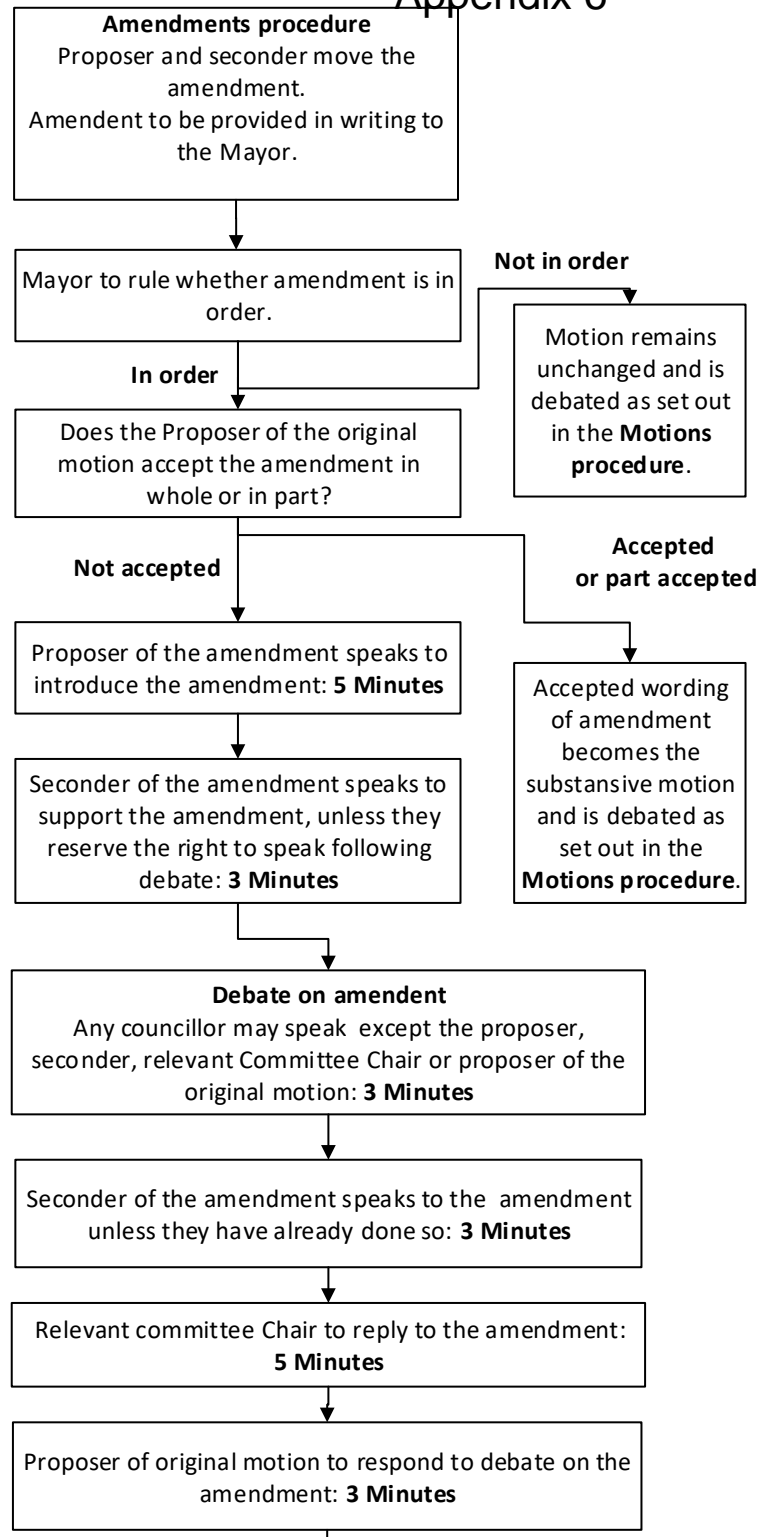 Appendix 6
Amendments procedure
Proposer and seconder move the
amendment.
Amendent to be provided in writing to
the Mayor.
Mayor to rule whether amendment is in
order.
Not in order
Motion remains
unchanged and is
debated as set out
in the Motions
procedure.
In order
Does the Proposer of the original
motion accept the amendment in
whole or in part?
Accepted
or part accepted
Not accepted
Proposer of the amendment speaks to
introduce the amendment: 5 Minutes
Accepted wording
of amendment
becomes the
substansive motion
and is debated as
set out in the
Motions procedure.
Seconder of the amendment speaks to
support the amendment, unless they
reserve the right to speak following
debate: 3 Minutes
Debate on amendent
Any councillor may speak except the proposer,
seconder, relevant Committee Chair or proposer of the
original motion: 3 Minutes
Seconder of the amendment speaks to the amendment
unless they have already done so: 3 Minutes
Relevant committee Chair to reply to the amendment:
5 Minutes
Proposer of original motion to respond to debate on the
amendment: 3 Minutes